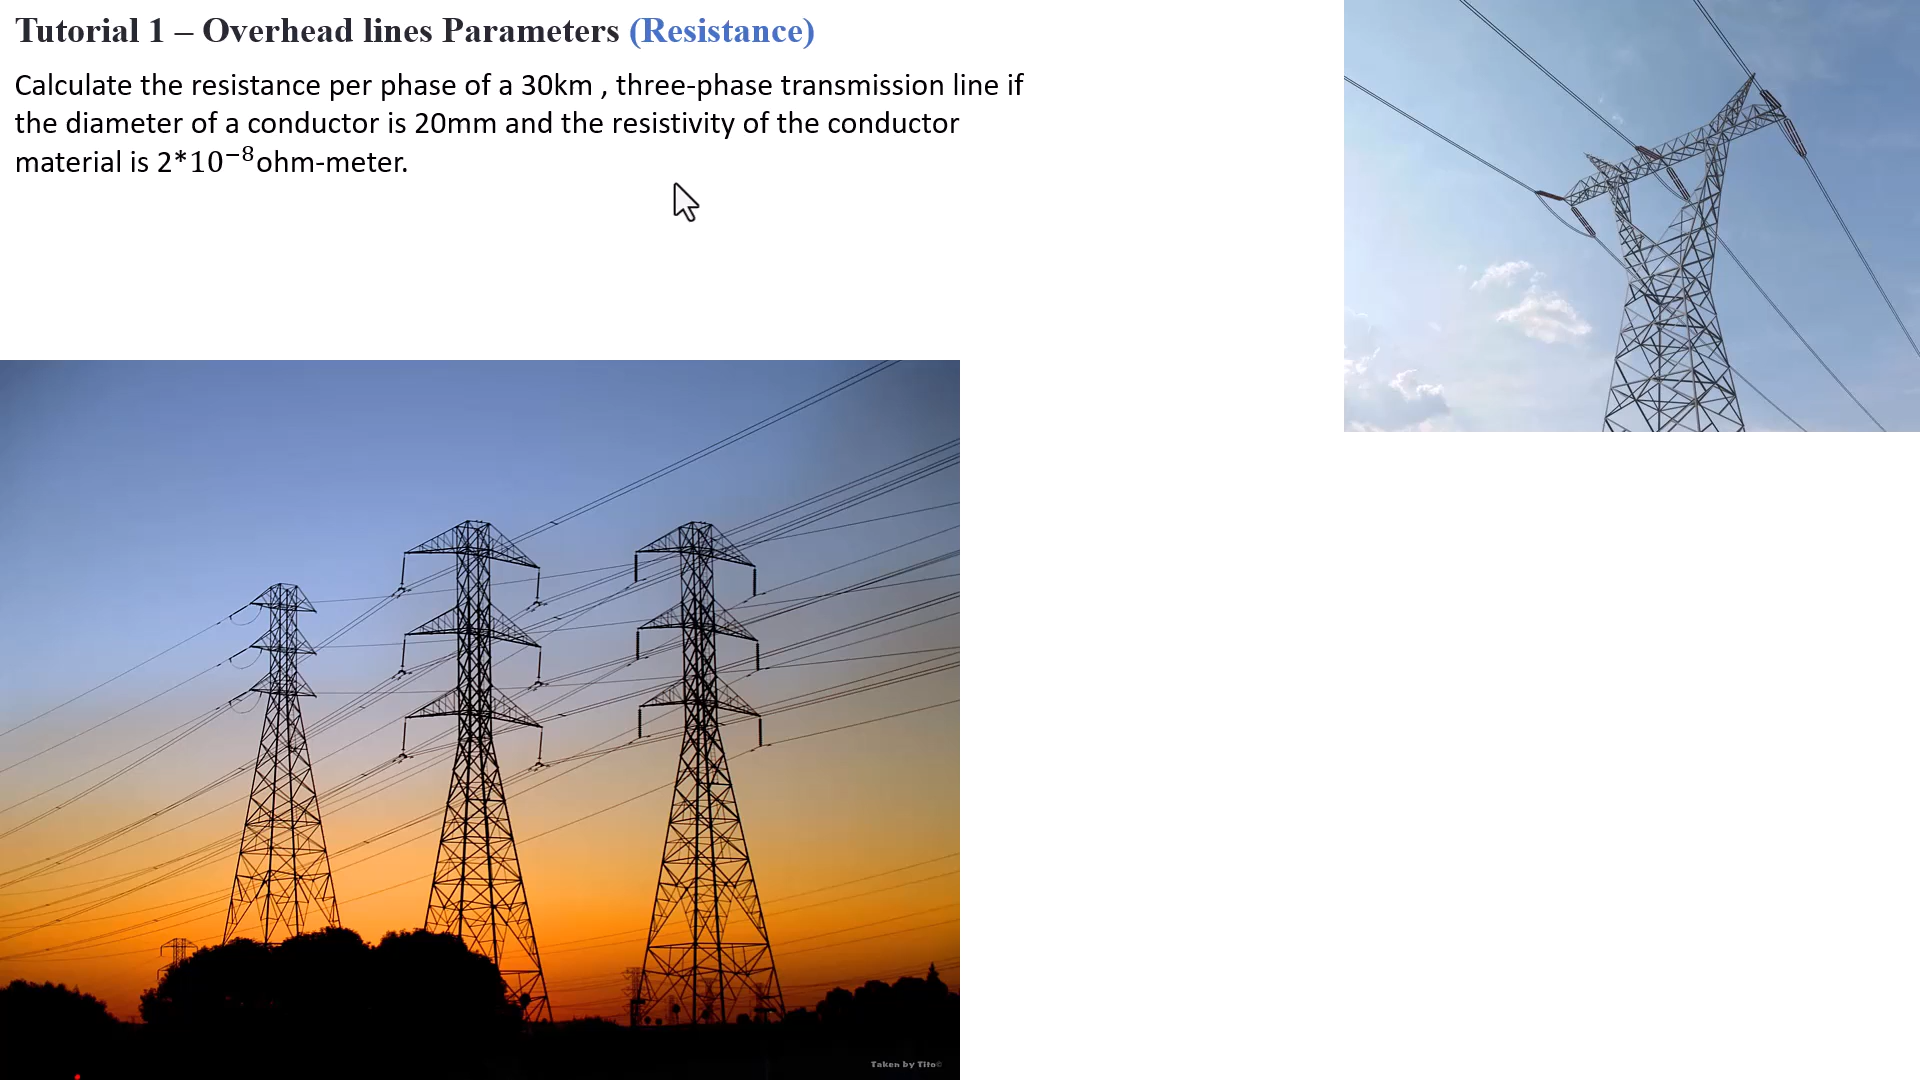 Tutorial 1 – Overhead lines Parameters (Resistance)
Calculate the resistance per phase of a 30km , three-phase transmission line if
the diameter of a conductor is 20mm and the resistivity of the conductor
material is 2*10⁻⁸ohm-meter.
Taken by Tito©